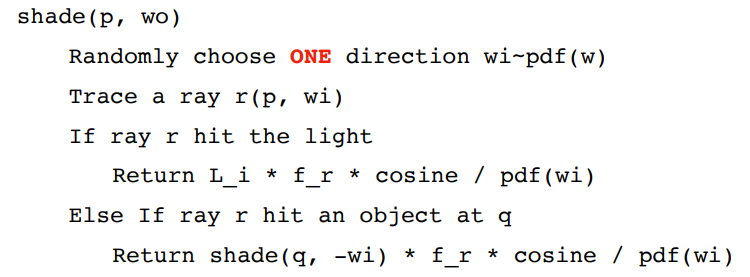 shade(p, wo)
Randomly choose ONE direction wi~pdf(w)
Trace a ray r(p, wi)
If ray r hit the light
Return L_i * f_r * cosine / pdf(wi)
Else If ray r hit an object at q
Return shade(q, -wi) * f_r * cosine / pdf(wi)